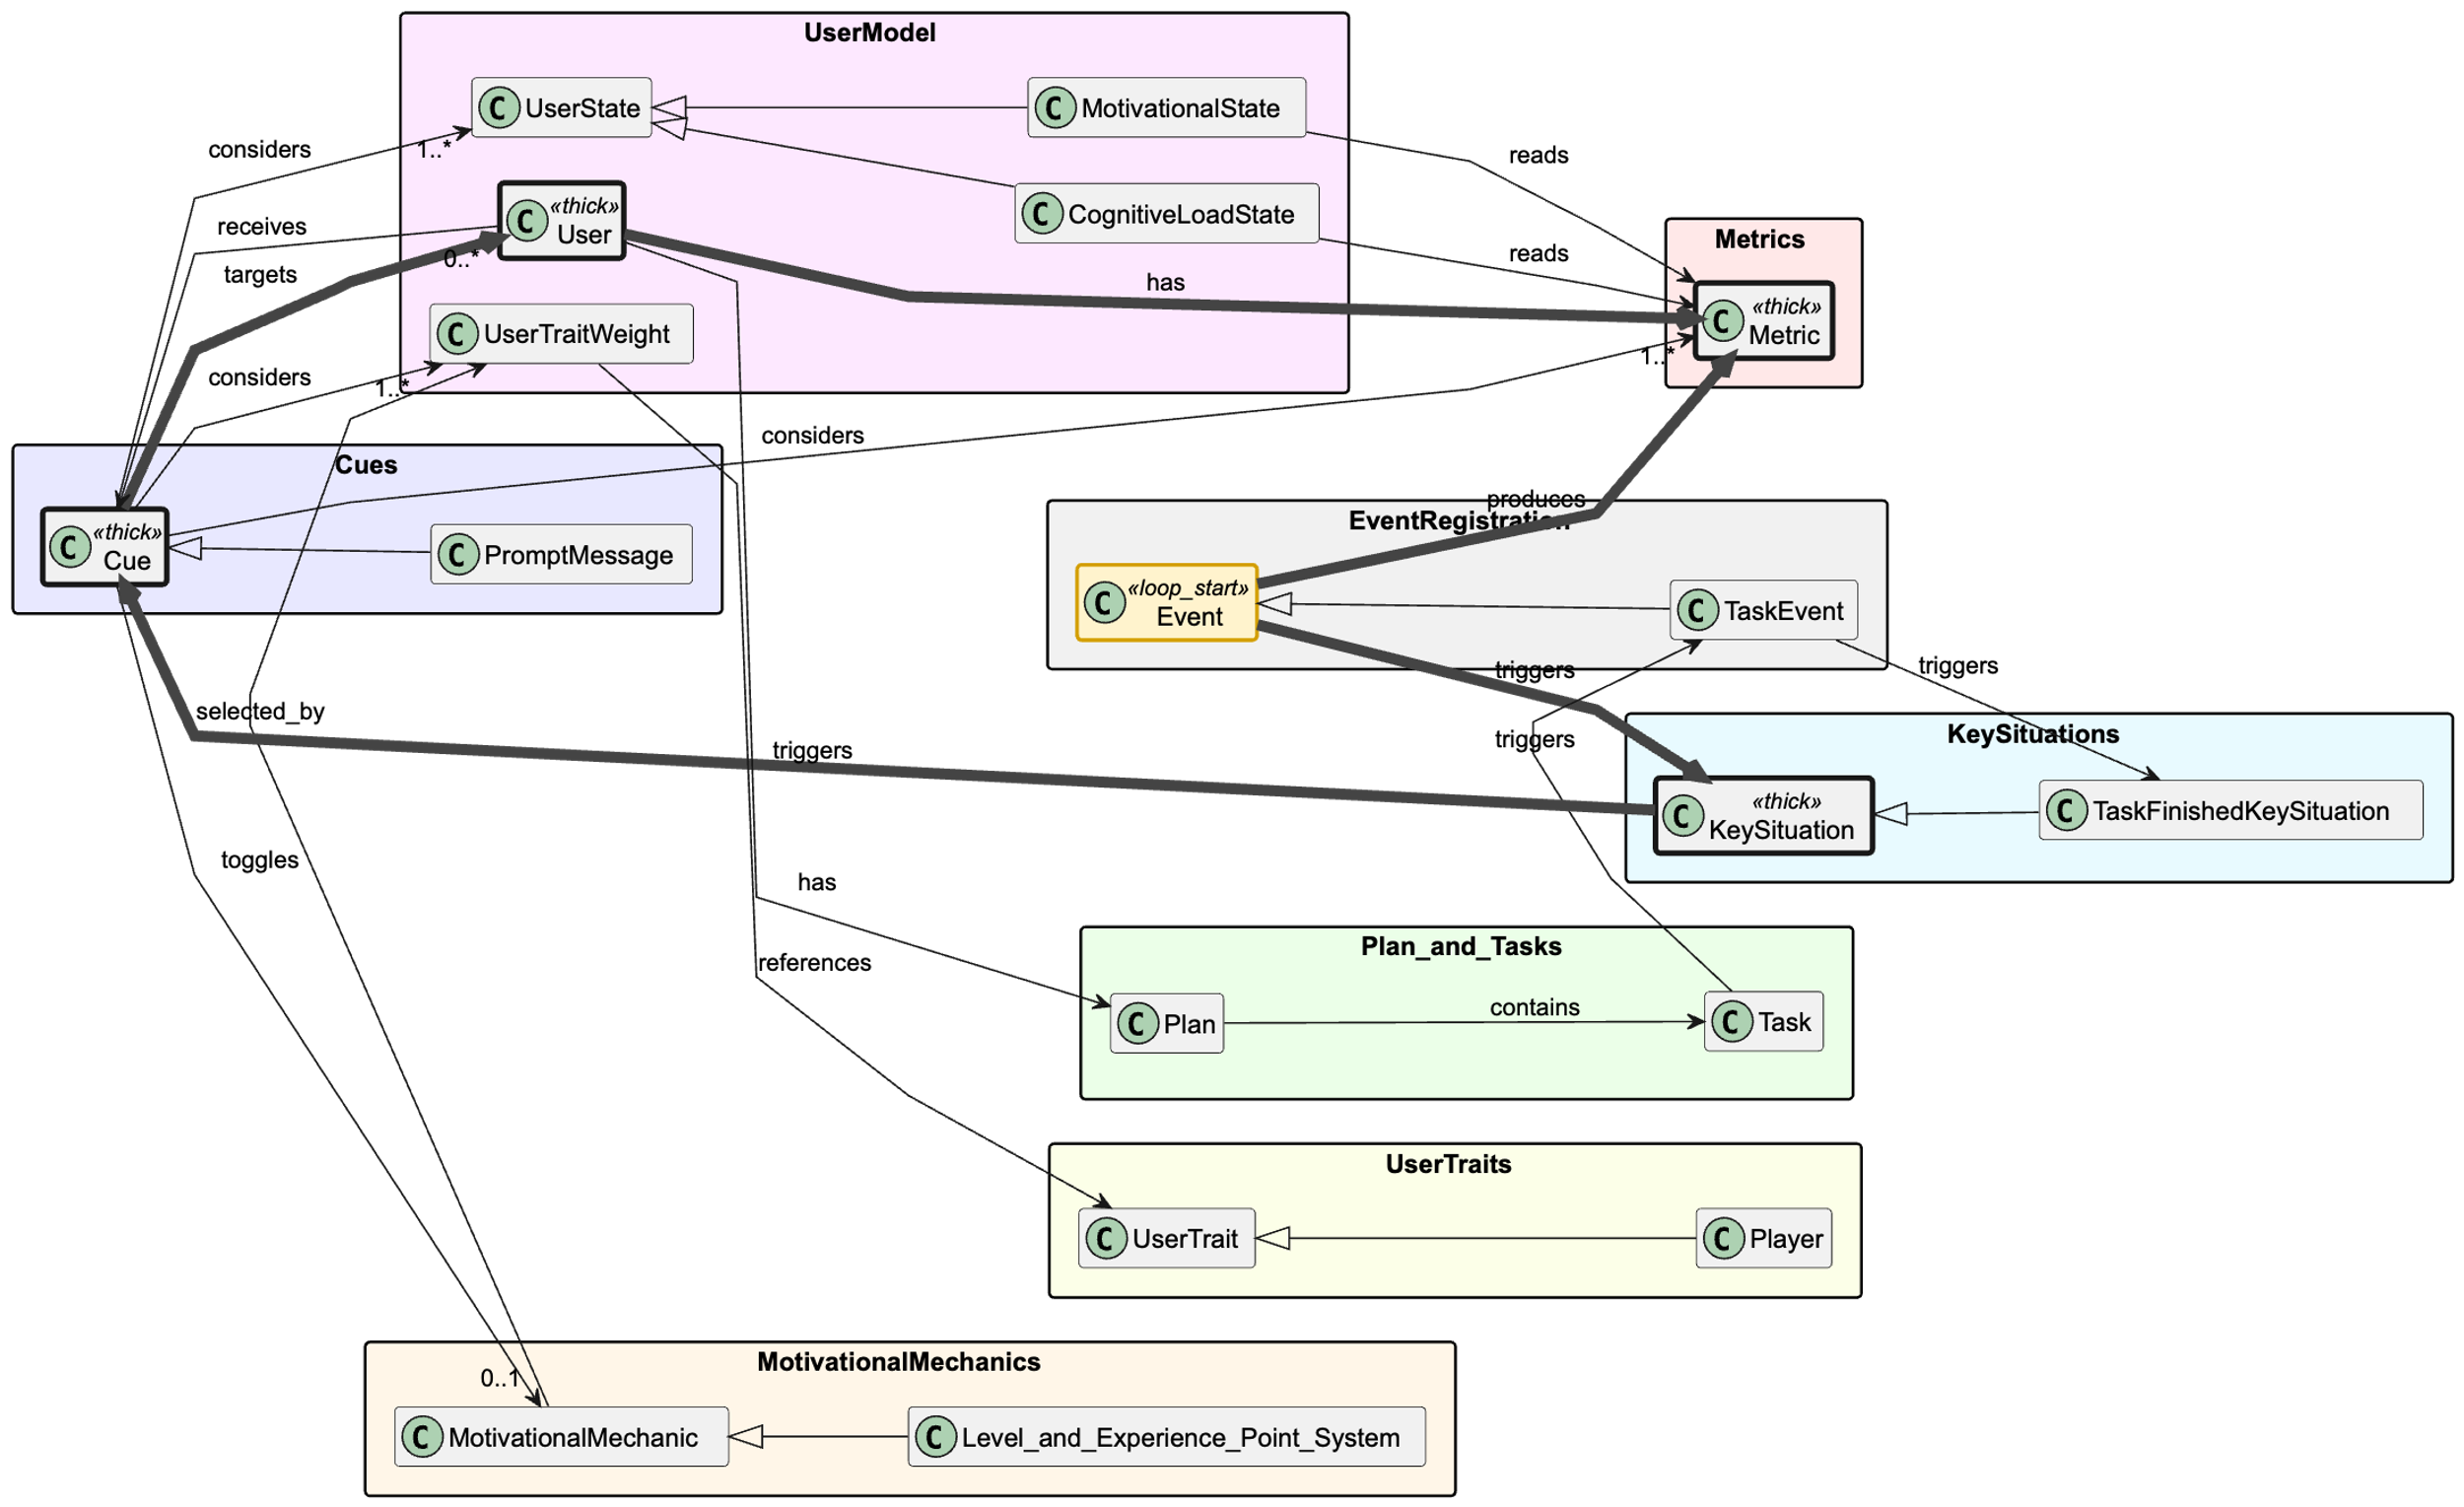 UserModel
C UserState
C MotivationalState
considers
1..*
reads
C «thick»
User
C CognitiveLoadState
receives
Metrics
0..*
targets
reads
has
C «thick»
Metric
C UserTraitWeight
1..*
considers
1..*
considers
Cues
produces
EventRegistration
C «thick»
Cue
C PromptMessage
C «loop_start»
Event
C TaskEvent
triggers
triggers
selected_by
KeySituations
triggers
triggers
C «thick»
KeySituation
C TaskFinishedKeySituation
toggles
has
Plan_and_Tasks
references
contains
C Plan
C Task
UserTraits
C UserTrait
C Player
MotivationalMechanics
0..1
C MotivationalMechanic
C Level_and_Experience_Point_System